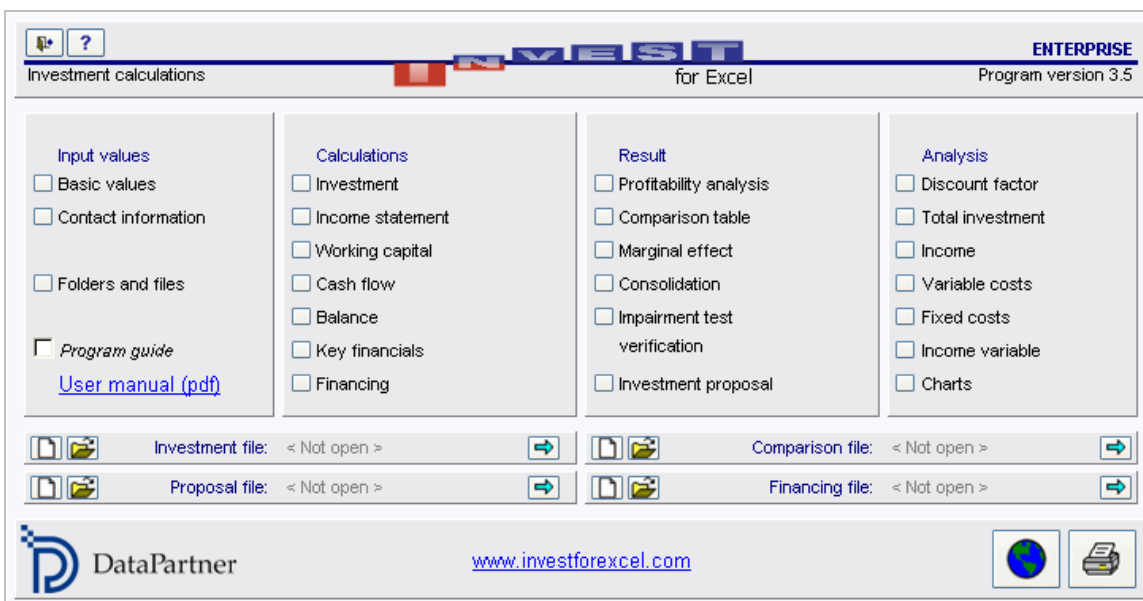 ?
INVEST
ENTERPRISE
Investment calculations
for Excel
Program version 3.5
Input values
Basic values
Contact information
Folders and files
Program guide
User manual (pdf)
Calculations
Investment
Income statement
Working capital
Cash flow
Balance
Key financials
Financing
Result
Profitability analysis
Comparison table
Marginal effect
Consolidation
Impairment test
verification
Investment proposal
Analysis
Discount factor
Total investment
Income
Variable costs
Fixed costs
Income variable
Charts
Investment file: < Not open >
Comparison file: < Not open >
Proposal file: < Not open >
Financing file: < Not open >
DataPartner
www.investforexcel.com